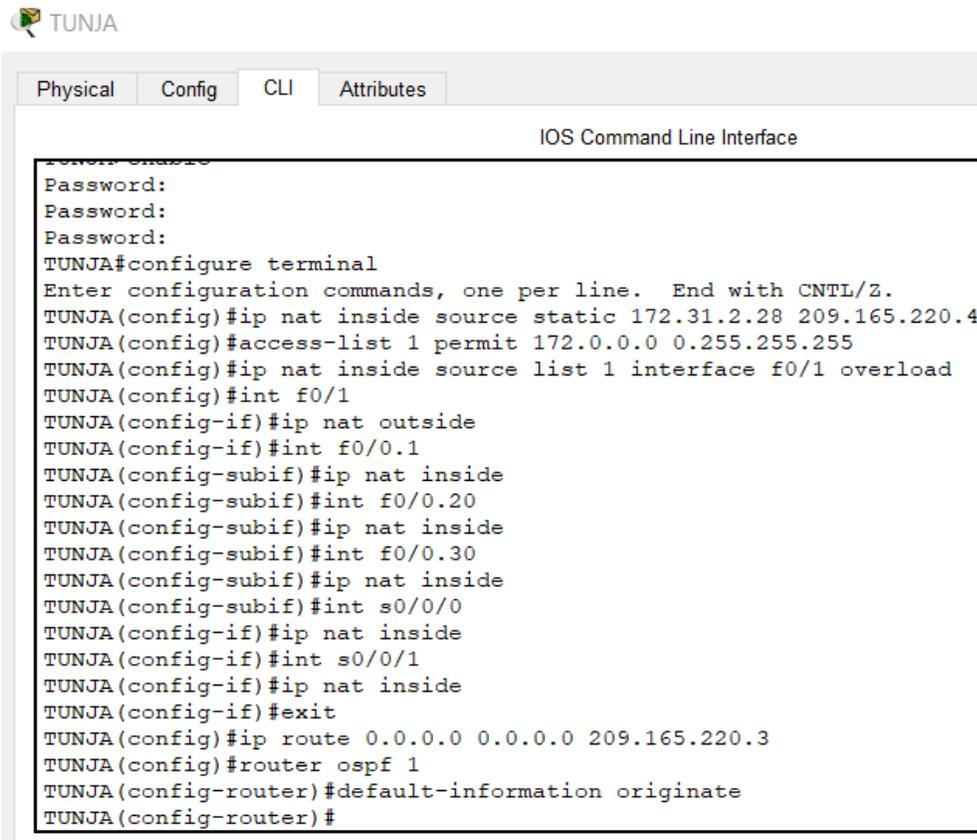 TUNJA
Physical Config CLI Attributes
IOS Command Line Interface
Password:
Password:
Password:
TUNJA#configure terminal
Enter configuration commands, one per line.  End with CNTL/Z.
TUNJA(config)#ip nat inside source static 172.31.2.28 209.165.220.4
TUNJA(config)#access-list 1 permit 172.0.0.0 0.255.255.255
TUNJA(config)#ip nat inside source list 1 interface f0/1 overload
TUNJA(config)#int f0/1
TUNJA(config-if)#ip nat outside
TUNJA(config-if)#int f0/0.1
TUNJA(config-subif)#ip nat inside
TUNJA(config-subif)#int f0/0.20
TUNJA(config-subif)#ip nat inside
TUNJA(config-subif)#int f0/0.30
TUNJA(config-subif)#ip nat inside
TUNJA(config-subif)#int s0/0/0
TUNJA(config-if)#ip nat inside
TUNJA(config-if)#int s0/0/1
TUNJA(config-if)#ip nat inside
TUNJA(config-if)#exit
TUNJA(config)#ip route 0.0.0.0 0.0.0.0 209.165.220.3
TUNJA(config)#router ospf 1
TUNJA(config-router)#default-information originate
TUNJA(config-router)#